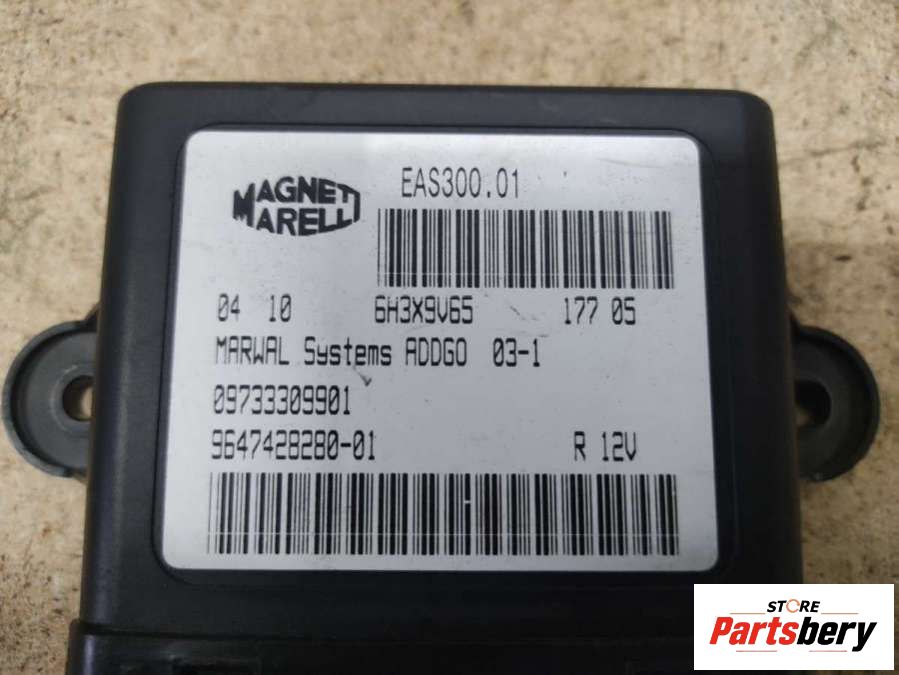 MAGNETI
MARELLI
EAS300.01
04 10 6H3X9V65 177 05
MARWAL Systems ADDGO 03-1
09733309901
9647428280-01 R 12V
STORE
Partsbery